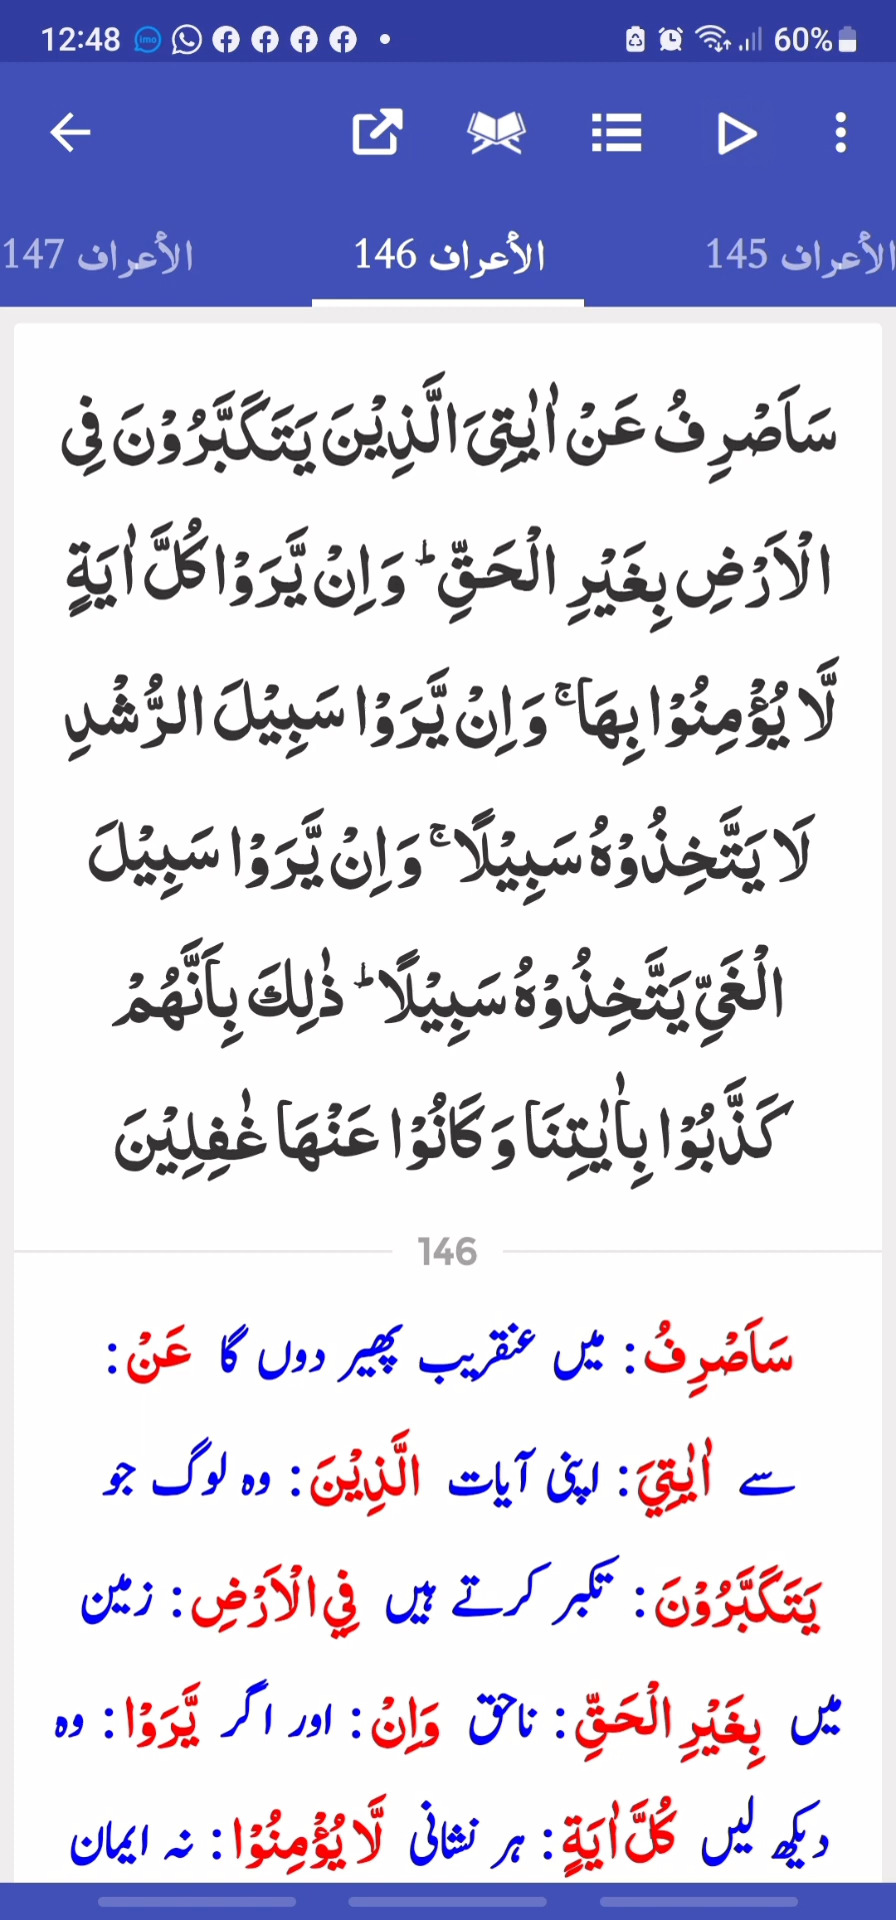 12:48
60%
الأعراف 145
الأعراف 146
الأعراف 147
سَاَصْرِفُ عَنْ اٰيٰتِىَ الَّذِيْنَ يَتَكَبَّرُوْنَ فِى
الْاَرْضِ بِغَيْرِ الْحَـقِّ ؕ وَاِنْ يَّرَوْا كُلَّ اٰيَةٍ
لَّا يُؤْمِنُوْا بِهَا ۚ وَاِنْ يَّرَوْا سَبِيْلَ الرُّشْدِ
لَا يَتَّخِذُوْهُ سَبِيْلًا ۚ وَّاِنْ يَّرَوْا سَبِيْلَ
الْغَىِّ يَتَّخِذُوْهُ سَبِيْلًا ؕ ذٰ لِكَ بِاَنَّهُمْ
كَذَّبُوْا بِاٰيٰتِنَا وَكَانُوْا عَنْهَا غٰفِلِيْنَ
146
سَاَصْرِفُ : میں عنقریب پھیر دوں گا عَنْ :
سے اٰيٰتِيَ : اپنی آیات الَّذِيْنَ : وہ لوگ جو
يَتَكَبَّرُوْنَ : تکبر کرتے ہیں فِي الْاَرْضِ : زمین
میں بِغَيْرِ الْحَقِّ : ناحق وَاِنْ : اور اگر يَّرَوْا : وہ
دیکھ لیں كُلَّ اٰيَةٍ : ہر نشانی لَّا يُؤْمِنُوْا : نہ ایمان